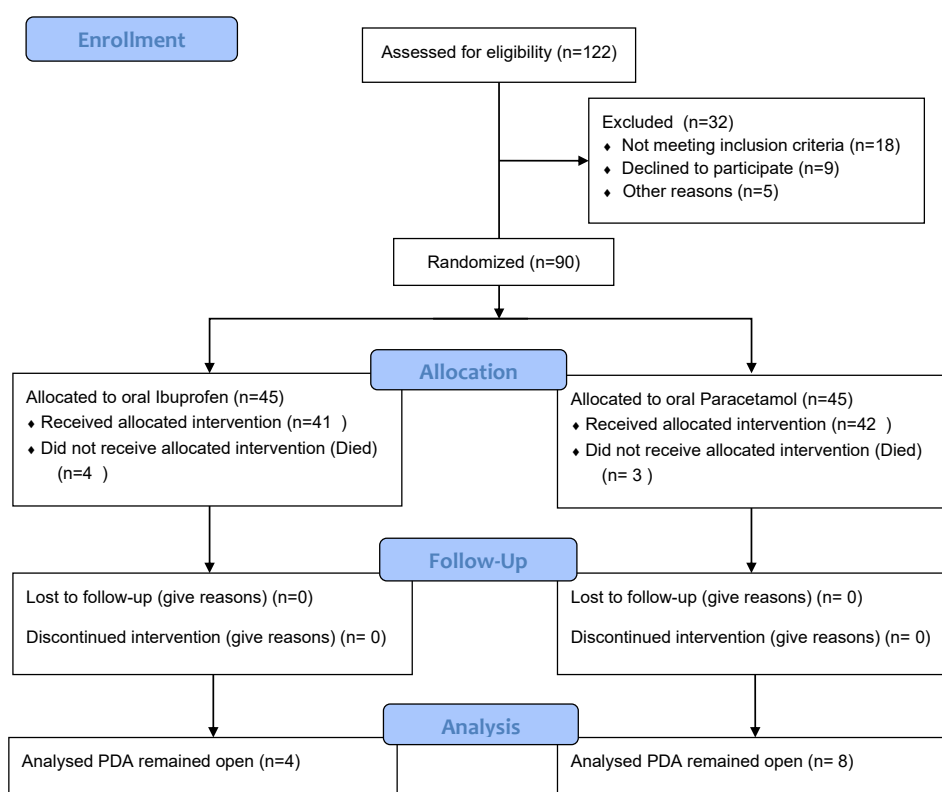 Enrollment
Assessed for eligibility (n=122)
Excluded (n=32)
♦ Not meeting inclusion criteria (n=18)
♦ Declined to participate (n=9)
♦ Other reasons (n=5)
Randomized (n=90)
Allocation
Allocated to oral Ibuprofen (n=45)
♦ Received allocated intervention (n=41 )
♦ Did not receive allocated intervention (Died)
(n=4 )
Allocated to oral Paracetamol (n=45)
♦ Received allocated intervention (n=42 )
♦ Did not receive allocated intervention (Died)
(n= 3 )
Follow-Up
Lost to follow-up (give reasons) (n=0)
Discontinued intervention (give reasons) (n= 0)
Lost to follow-up (give reasons) (n= 0)
Discontinued intervention (give reasons) (n= 0)
Analysis
Analysed PDA remained open (n=4)
Analysed PDA remained open (n= 8)